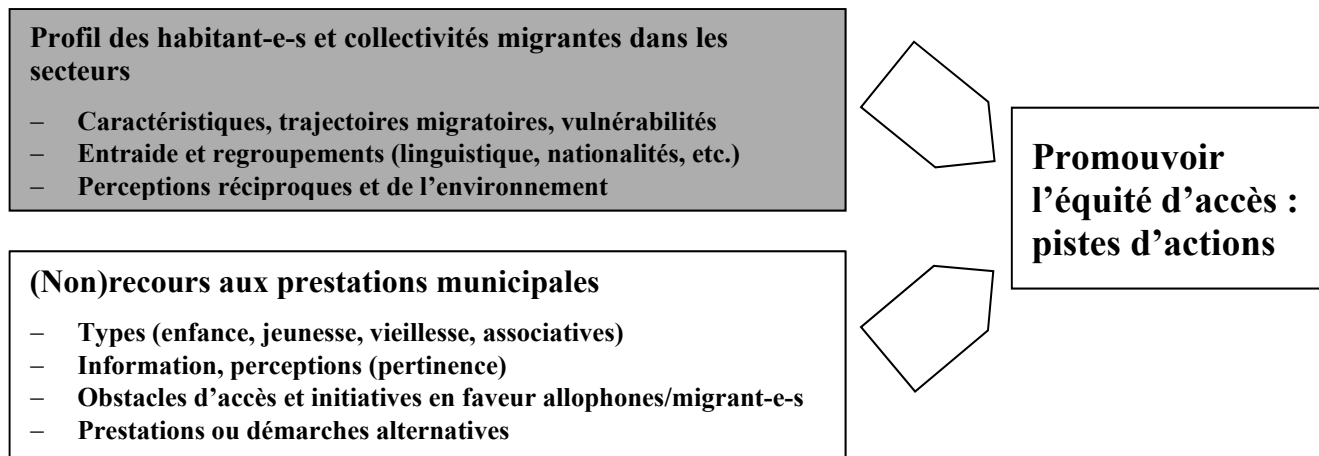 Profil des habitant-e-s et collectivités migrantes dans les
secteurs
– Caractéristiques, trajectoires migratoires, vulnérabilités
– Entraide et regroupements (linguistique, nationalités, etc.)
– Perceptions réciproques et de l’environnement
(Non)recours aux prestations municipales
– Types (enfance, jeunesse, vieillesse, associatives)
– Information, perceptions (pertinence)
– Obstacles d’accès et initiatives en faveur allophones/migrant-e-s
– Prestations ou démarches alternatives
Promouvoir
l’équité d’accès :
pistes d’actions